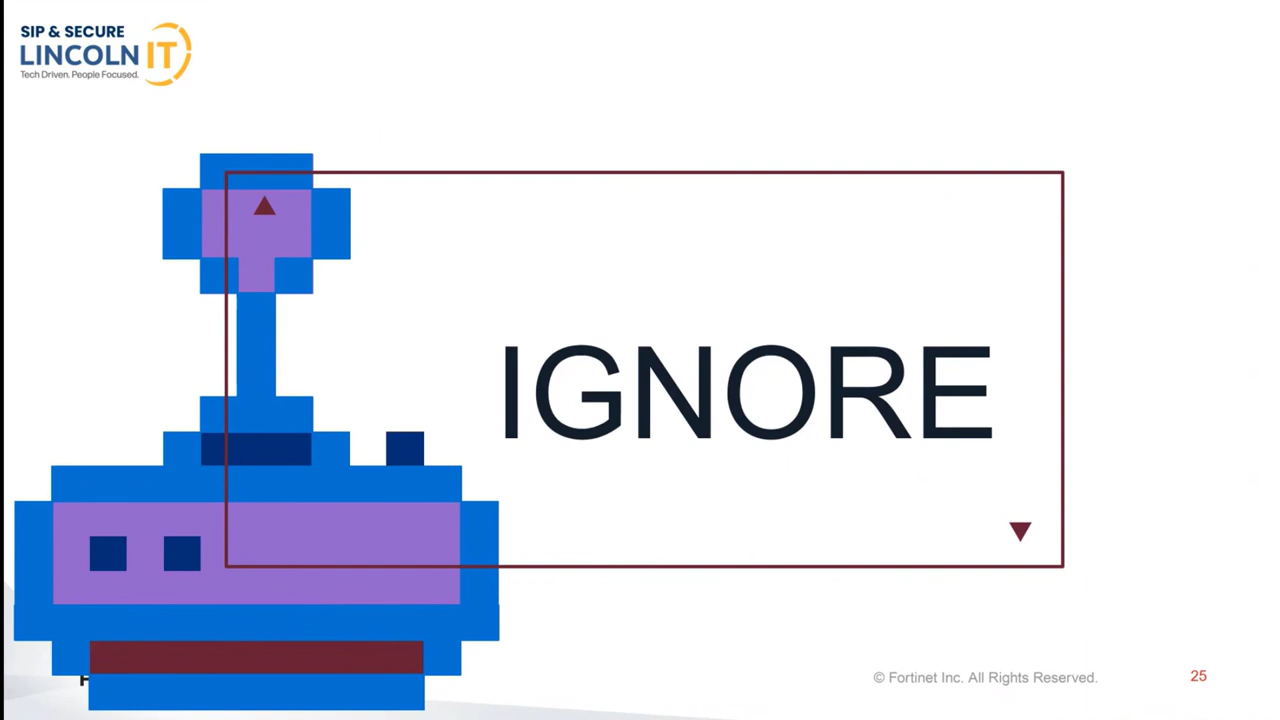 SIP & SECURE
LINCOLN IT
Tech Driven. People Focused.
IGNORE
© Fortinet Inc. All Rights Reserved.
25